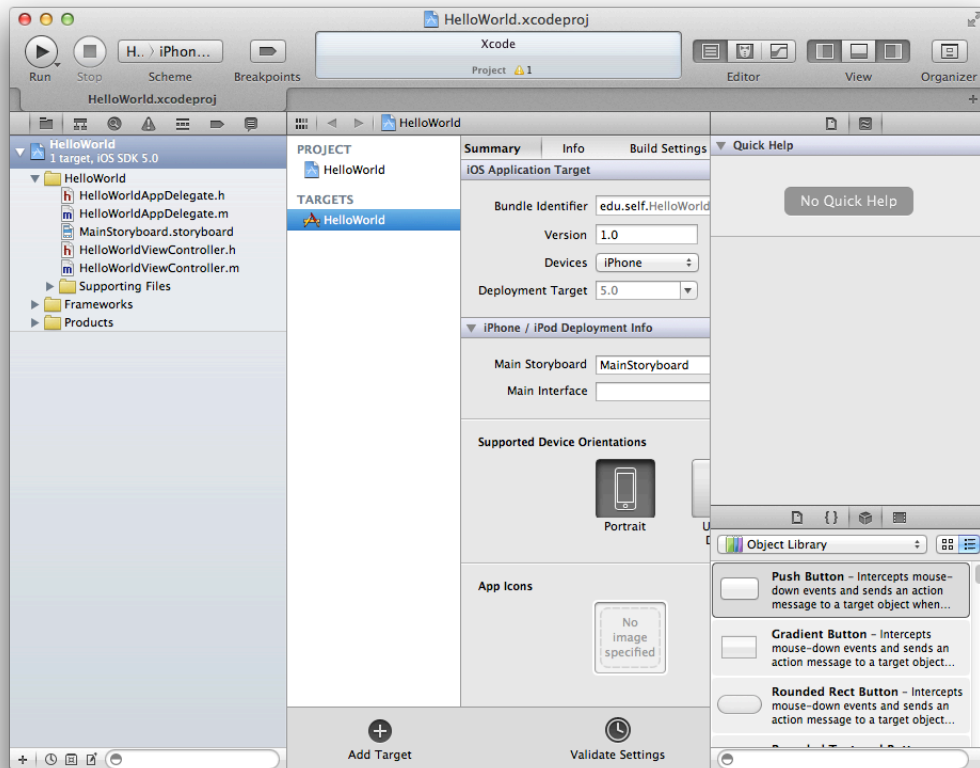 HelloWorld.xcodeproj
H.. 〉 iPhon...
Xcode
Project 1
Run
Stop
Scheme
Breakpoints
Editor
View
Organizer
HelloWorld.xcodeproj
HelloWorld
1 target, iOS SDK 5.0
HelloWorld
h HelloWorldAppDelegate.h
m HelloWorldAppDelegate.m
MainStoryboard.storyboard
h HelloWorldViewController.h
m HelloWorldViewController.m
Supporting Files
Frameworks
Products
HelloWorld
PROJECT
HelloWorld
TARGETS
HelloWorld
Summary
Info
Build Settings
iOS Application Target
Bundle Identifier edu.self.HelloWorld
Version 1.0
Devices iPhone
Deployment Target 5.0
iPhone / iPod Deployment Info
Main Storyboard MainStoryboard
Main Interface
Supported Device Orientations
Portrait
App Icons
No
image
specified
Add Target
Validate Settings
Quick Help
No Quick Help
{}
Object Library
Push Button – Intercepts mouse-
down events and sends an action
message to a target object when...
Gradient Button – Intercepts
mouse-down events and sends an
action message to a target object...
Rounded Rect Button – Intercepts
mouse-down events and sends an
action message to a target object...